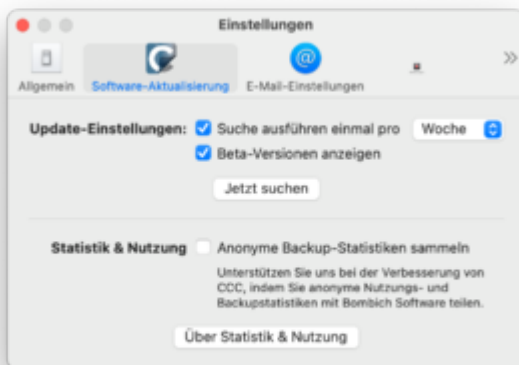 Einstellungen
Allgemein Software-Aktualisierung E-Mail-Einstellungen
Update-Einstellungen: Suche ausführen einmal pro Woche
Beta-Versionen anzeigen
Jetzt suchen
Statistik & Nutzung Anonyme Backup-Statistiken sammeln
Unterstützen Sie uns bei der Verbesserung von
CCC, indem Sie anonyme Nutzungs- und
Backupstatistiken mit Bombich Software teilen.
Über Statistik & Nutzung